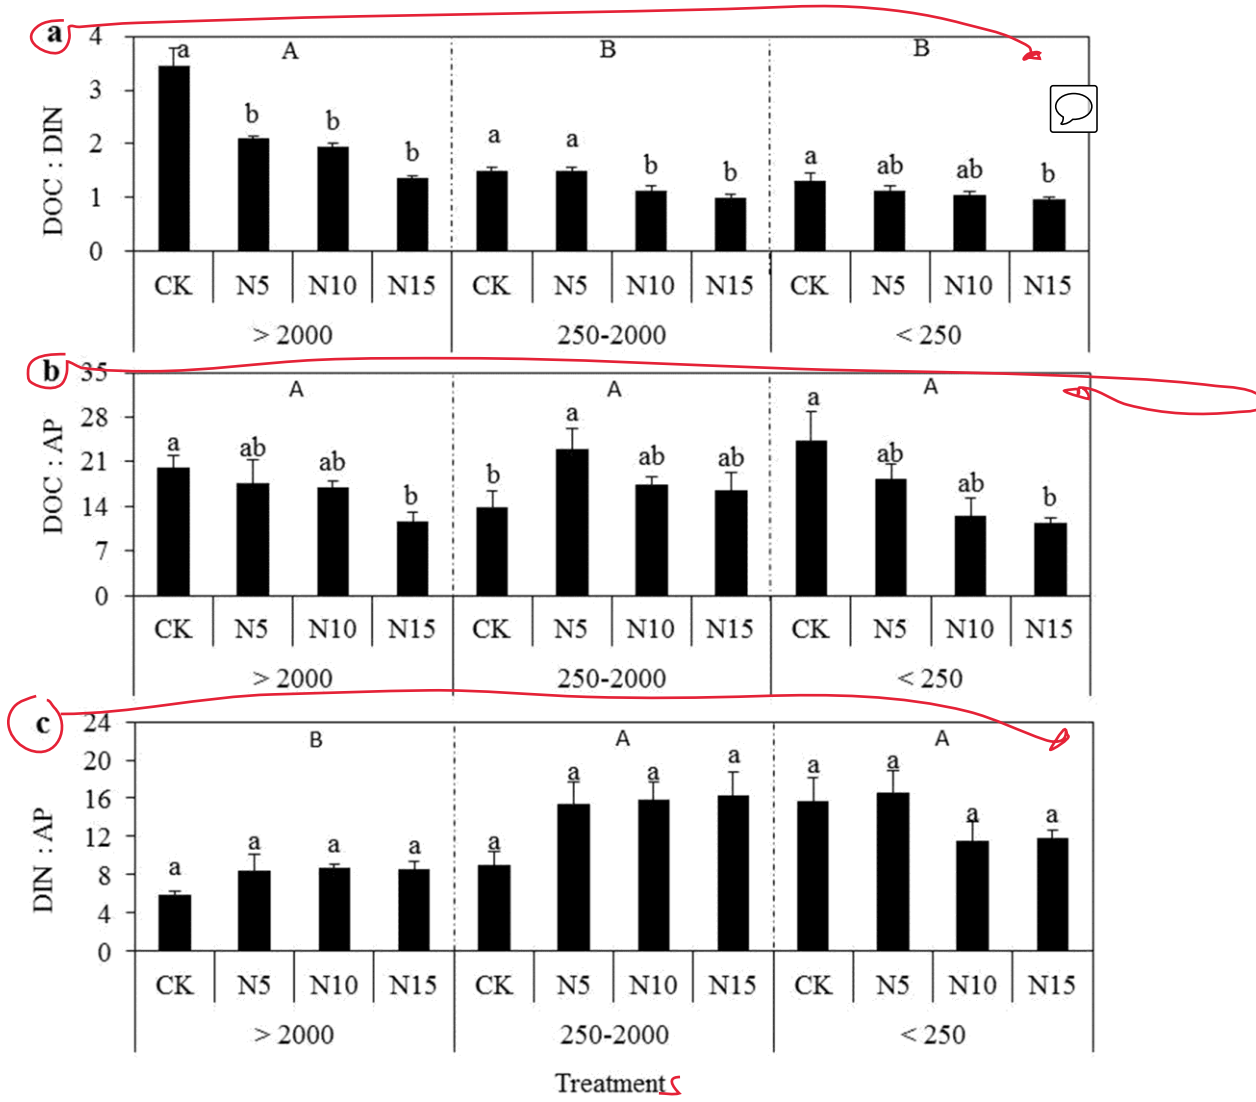 a
4 a A B B
3
2
1
0
DOC : DIN
b b b
a a b b
a ab ab b
CK N5 N10 N15 CK N5 N10 N15 CK N5 N10 N15
> 2000 250-2000 < 250
b
35 A A A
28
21
14
7
0
DOC : AP
a ab ab b
b a ab ab
a ab ab b
CK N5 N10 N15 CK N5 N10 N15 CK N5 N10 N15
> 2000 250-2000 < 250
c
24 B A A
20
16
12
8
4
0
DIN : AP
a a a a
a a a a
a a a a
CK N5 N10 N15 CK N5 N10 N15 CK N5 N10 N15
> 2000 250-2000 < 250
Treatments